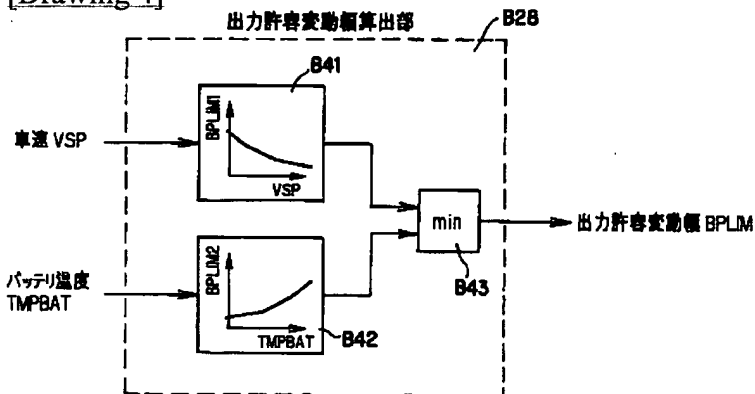 [Drawing 4]
出力許容変動幅算出部
B28
B41
BPLIM1
VSP
車速 VSP
min
出力許容変動幅 BPLIM
B43
バッテリ温度
TMPBAT
BPLIM2
TMPBAT
B42